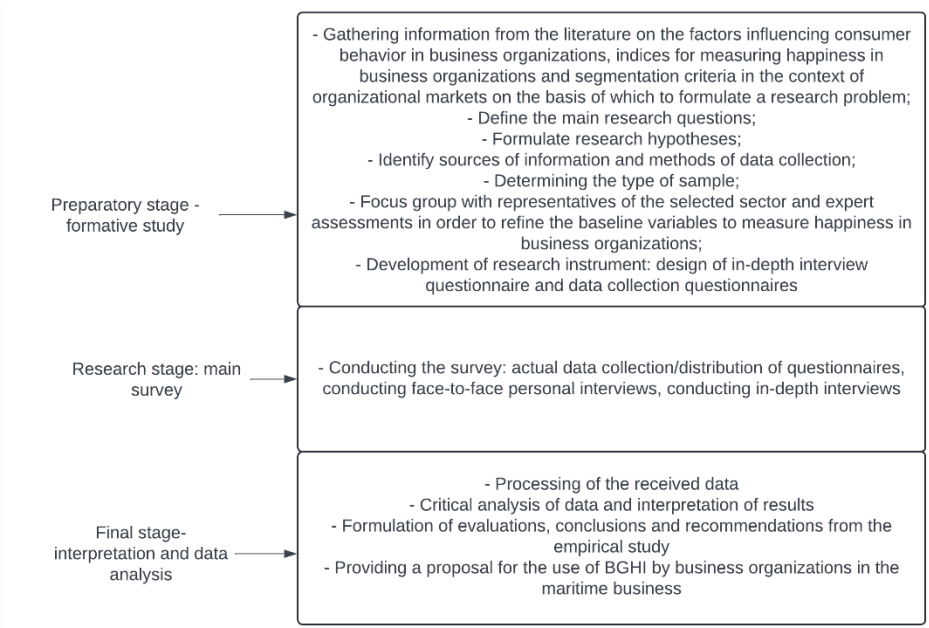 - Gathering information from the literature on the factors influencing consumer
behavior in business organizations, indices for measuring happiness in
business organizations and segmentation criteria in the context of
organizational markets on the basis of which to formulate a research problem;
- Define the main research questions;
- Formulate research hypotheses;
- Identify sources of information and methods of data collection;
- Determining the type of sample;
- Focus group with representatives of the selected sector and expert
assessments in order to refine the baseline variables to measure happiness in
business organizations;
- Development of research instrument: design of in-depth interview
questionnaire and data collection questionnaires
Preparatory stage -
formative study
Research stage: main
survey
- Conducting the survey: actual data collection/distribution of questionnaires,
conducting face-to-face personal interviews, conducting in-depth interviews
Final stage-
interpretation and data
analysis
- Processing of the received data
- Critical analysis of data and interpretation of results
- Formulation of evaluations, conclusions and recommendations from the
empirical study
- Providing a proposal for the use of BGHI by business organizations in the
maritime business